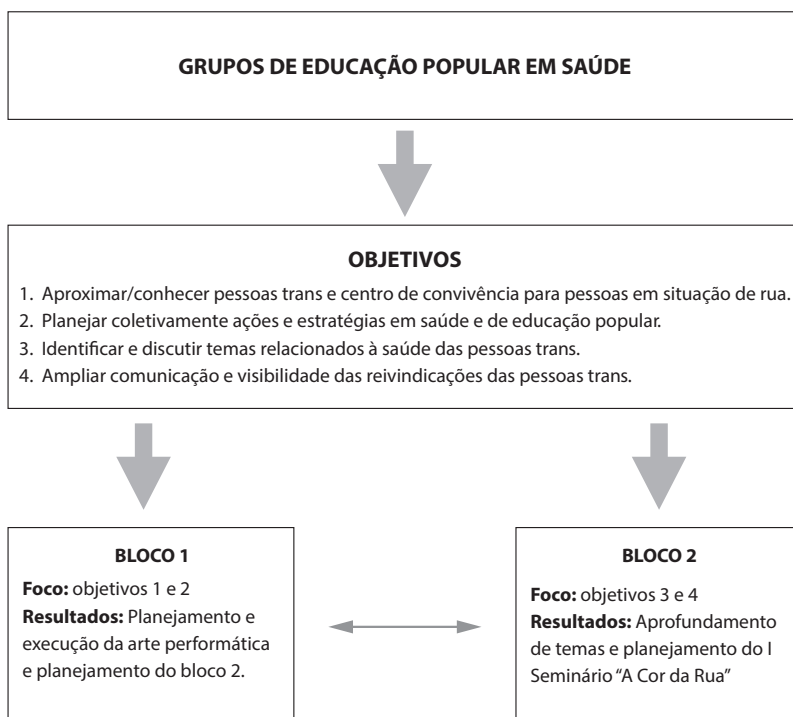 GRUPOS DE EDUCAÇÃO POPULAR EM SAÚDE
OBJETIVOS
1. Aproximar/conhecer pessoas trans e centro de convivência para pessoas em situação de rua.
2. Planejar coletivamente ações e estratégias em saúde e de educação popular.
3. Identificar e discutir temas relacionados à saúde das pessoas trans.
4. Ampliar comunicação e visibilidade das reivindicações das pessoas trans.
BLOCO 1
Foco: objetivos 1 e 2
Resultados: Planejamento e
execução da arte performática
e planejamento do bloco 2.
BLOCO 2
Foco: objetivos 3 e 4
Resultados: Aprofundamento
de temas e planejamento do I
Seminário “A Cor da Rua”